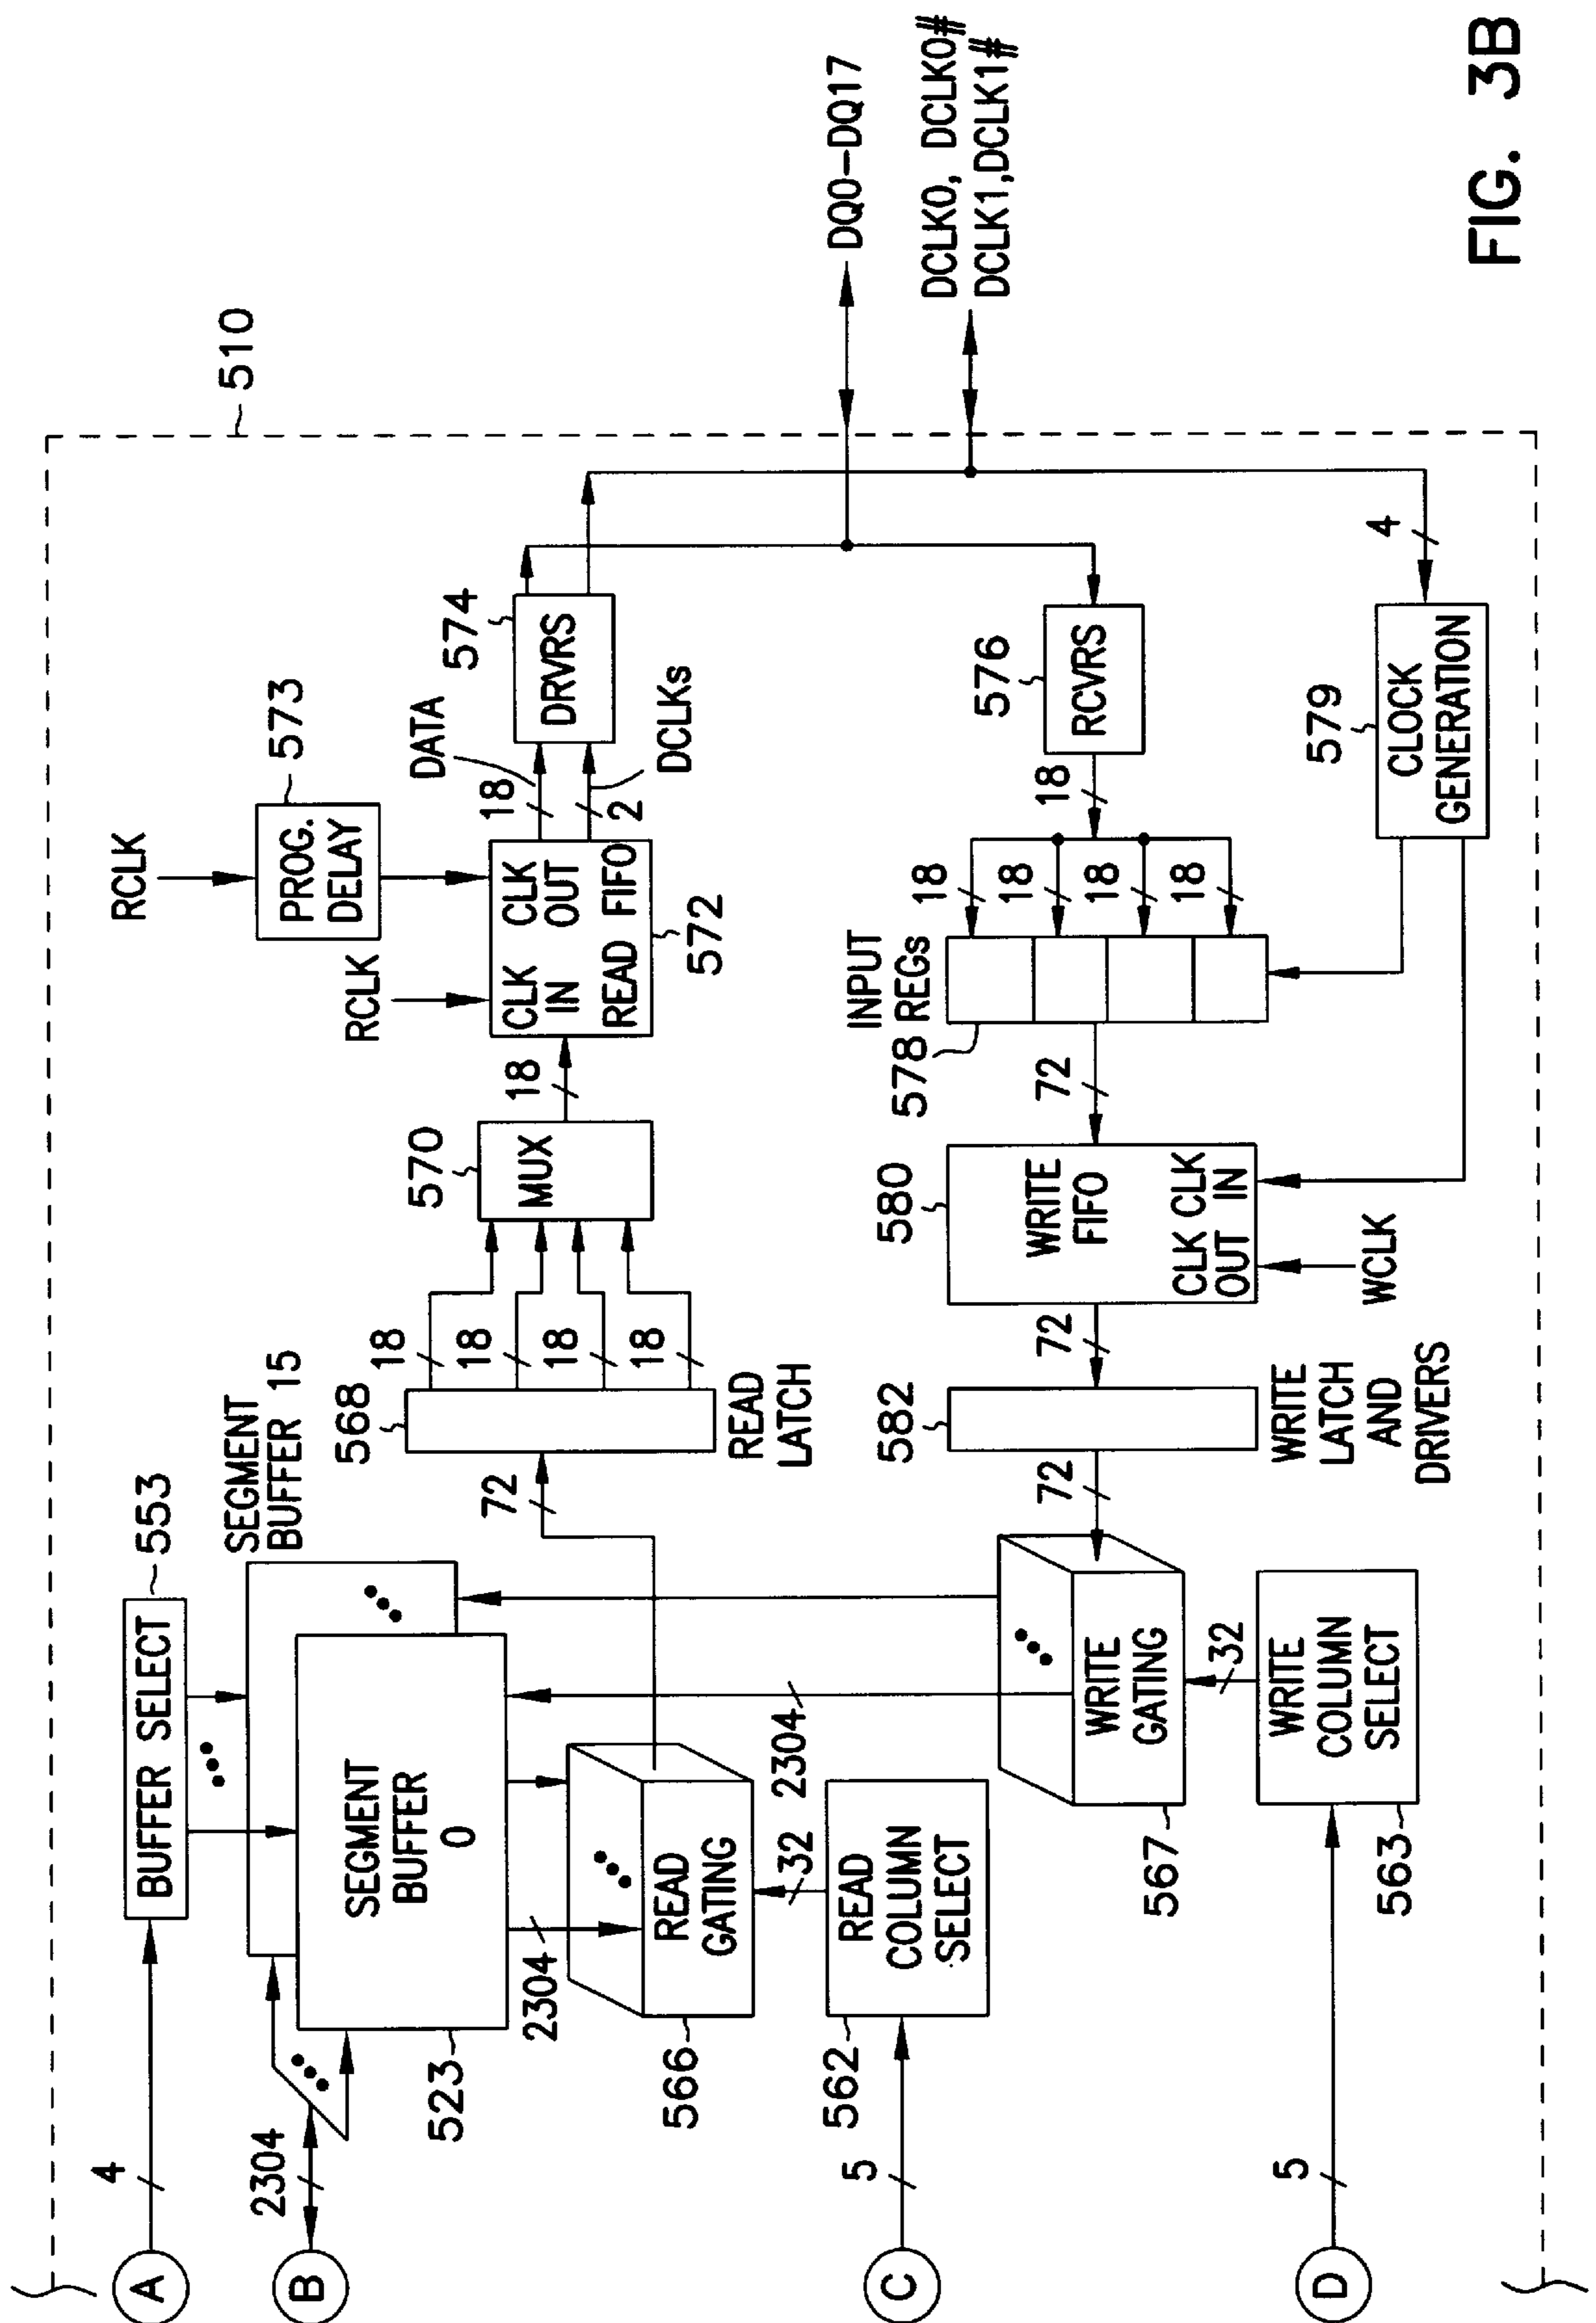 510
A
4
BUFFER SELECT
553
SEGMENT
BUFFER 15
B
2304
SEGMENT
BUFFER
0
523
2304
READ
GATING
566
32
READ
COLUMN
SELECT
562
C
5
72
568
READ
LATCH
18
18
18
18
570
MUX
18
RCLK
RCLK
PROG.
DELAY
573
CLK CLK
IN OUT
READ FIFO
572
DATA
18
2
DCLKs
574
DRVRS
DQ0-DQ17
DCLK0, DCLK0#
DCLK1,DCLK1#
576
RCVRS
18
18
18
18
18
INPUT
REGs
578
72
4
579
CLOCK
GENERATION
580
WRITE
FIFO
CLK CLK
OUT IN
WCLK
72
582
WRITE
LATCH
AND
DRIVERS
72
2304
WRITE
GATING
567
32
WRITE
COLUMN
SELECT
563
D
5
FIG. 3B